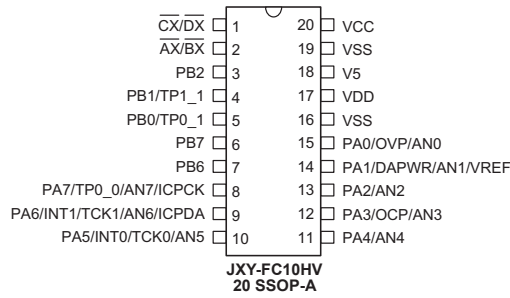 CX/DX 1 20 VCC
AX/BX 2 19 VSS
PB2 3 18 V5
PB1/TP1_1 4 17 VDD
PB0/TP0_1 5 16 VSS
PB7 6 15 PA0/OVP/AN0
PB6 7 14 PA1/DAPWR/AN1/VREF
PA7/TP0_0/AN7/ICPCK 8 13 PA2/AN2
PA6/INT1/TCK1/AN6/ICPDA 9 12 PA3/OCP/AN3
PA5/INT0/TCK0/AN5 10 11 PA4/AN4
JXY-FC10HV
20 SSOP-A